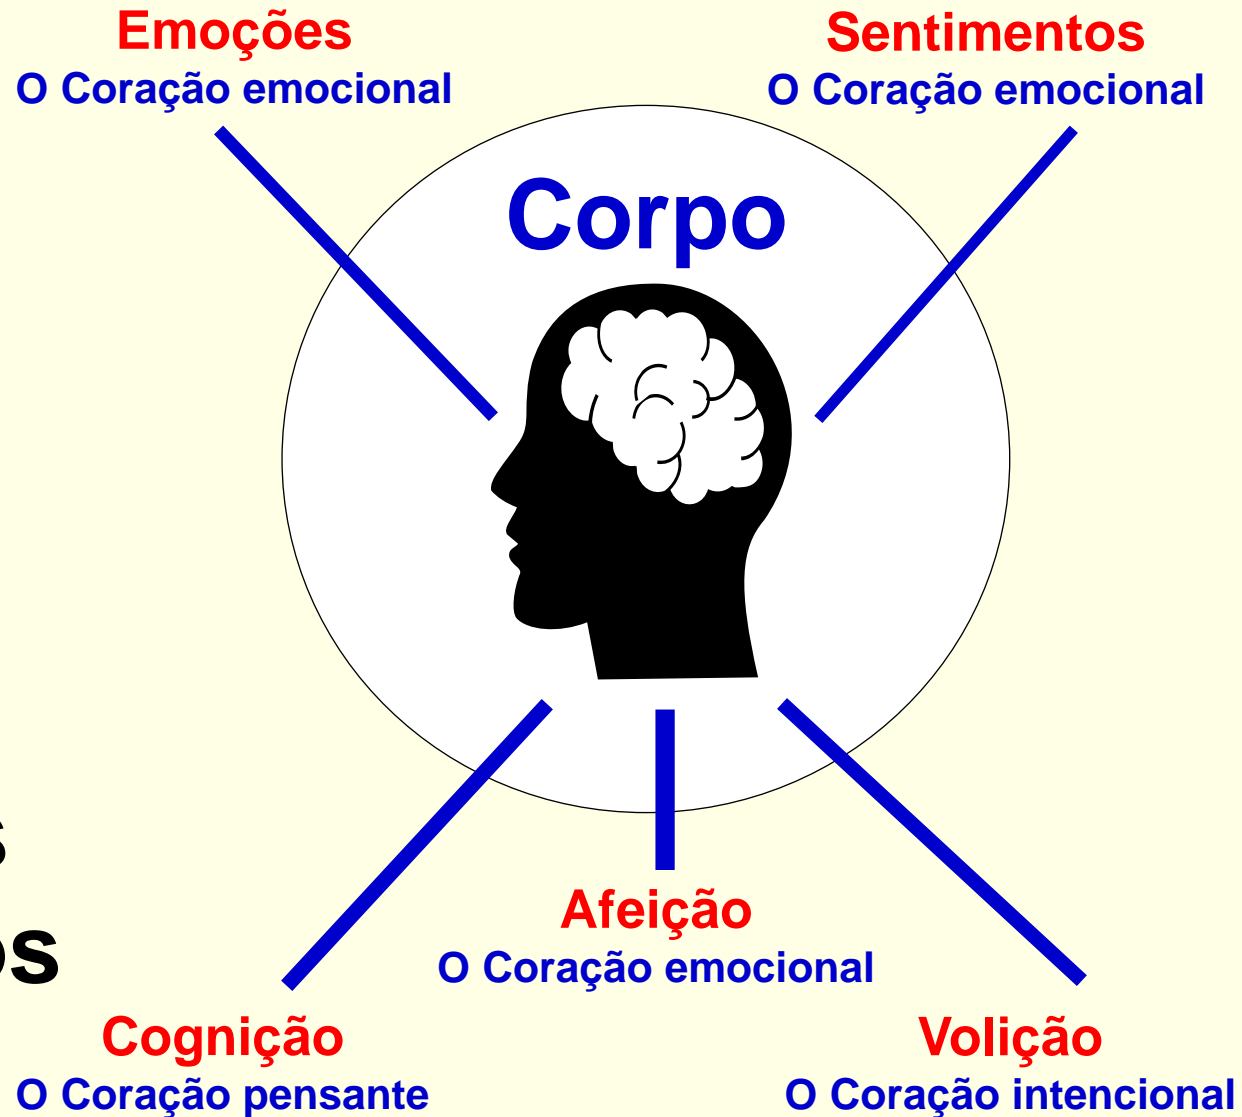 Emoções
O Coração emocional
Sentimentos
O Coração emocional
Corpo
Afeição
O Coração emocional
Cognição
O Coração pensante
Volição
O Coração intencional